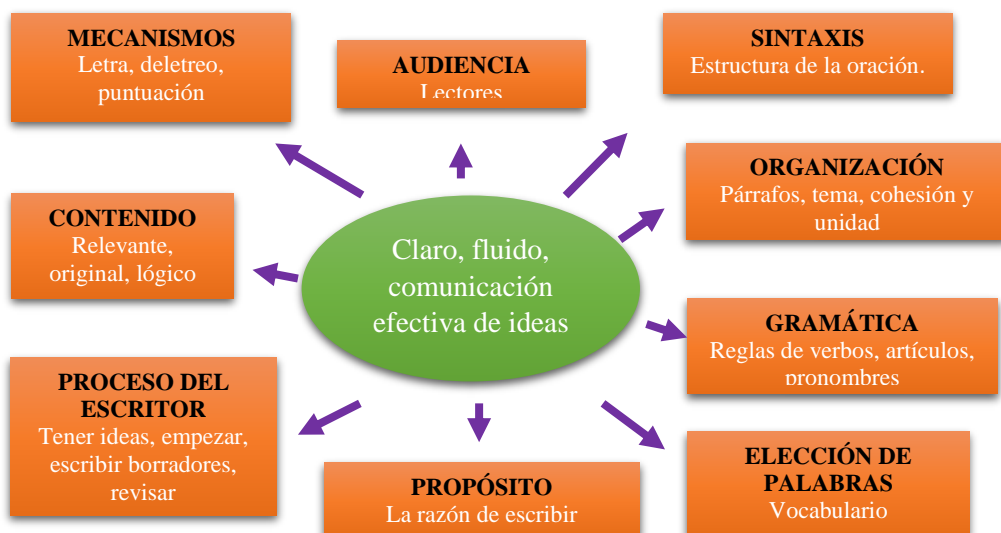 MECANISMOS
Letra, deletreo,
puntuación
AUDIENCIA
Lectores
SINTAXIS
Estructura de la oración.
ORGANIZACIÓN
Párrafos, tema, cohesión y
unidad
CONTENIDO
Relevante,
original, lógico
Claro, fluido,
comunicación
efectiva de ideas
GRAMÁTICA
Reglas de verbos, artículos,
pronombres
PROCESO DEL
ESCRITOR
Tener ideas, empezar,
escribir borradores,
revisar
PROPÓSITO
La razón de escribir
ELECCIÓN DE
PALABRAS
Vocabulario